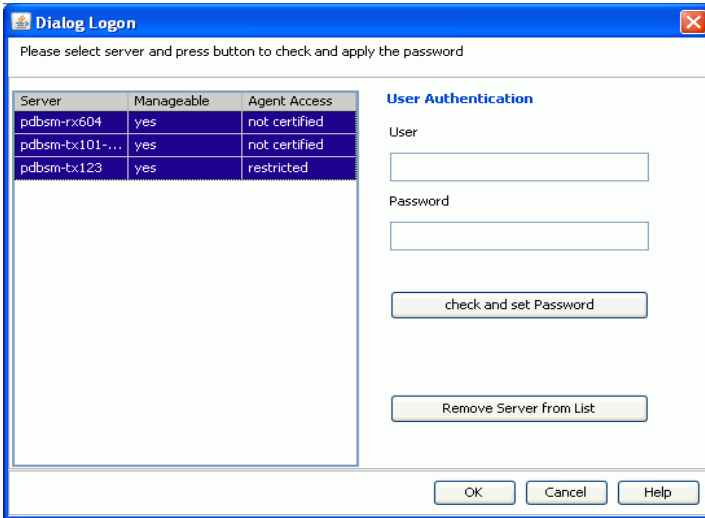 Dialog Logon
Please select server and press button to check and apply the password
Server Manageable Agent Access
pdbsm-rx604 yes not certified
pdbsm-tx101-... yes not certified
pdbsm-tx123 yes restricted
User Authentication
User
Password
check and set Password
Remove Server from List
OK Cancel Help